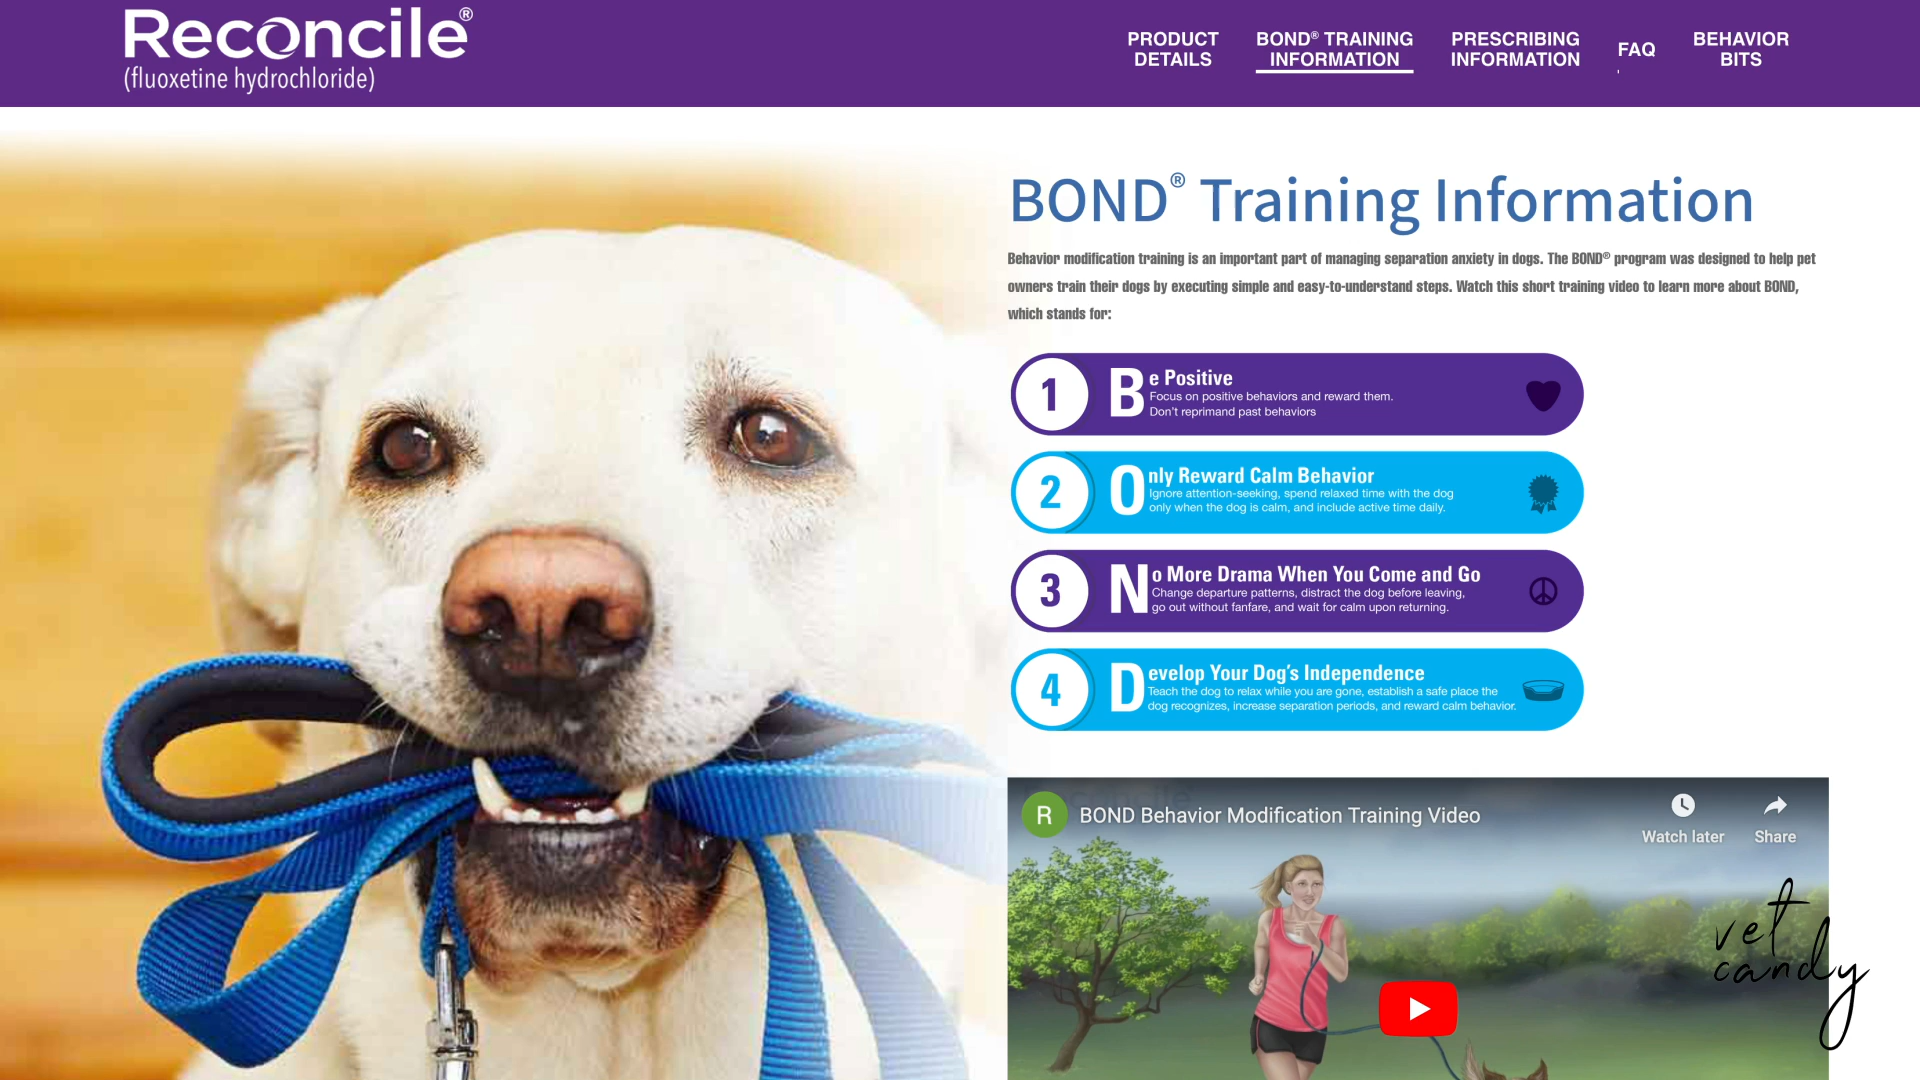 Reconcile®
(fluoxetine hydrochloride)
PRODUCT
DETAILS
BOND® TRAINING
INFORMATION
PRESCRIBING
INFORMATION
FAQ
BEHAVIOR
BITS
BOND® Training Information
Behavior modification training is an important part of managing separation anxiety in dogs. The BOND® program was designed to help pet
owners train their dogs by executing simple and easy-to-understand steps. Watch this short training video to learn more about BOND,
which stands for:
1
Be Positive
Focus on positive behaviors and reward them.
Don't reprimand past behaviors
2
Only Reward Calm Behavior
Ignore attention-seeking, spend relaxed time with the dog
only when the dog is calm, and include active time daily.
3
No More Drama When You Come and Go
Change departure patterns, distract the dog before leaving,
go out without fanfare, and wait for calm upon returning.
4
Develop Your Dog's Independence
Teach the dog to relax while you are gone, establish a safe place the
dog recognizes, increase separation periods, and reward calm behavior.
R
BOND Behavior Modification Training Video
Watch later
Share
vet
candy